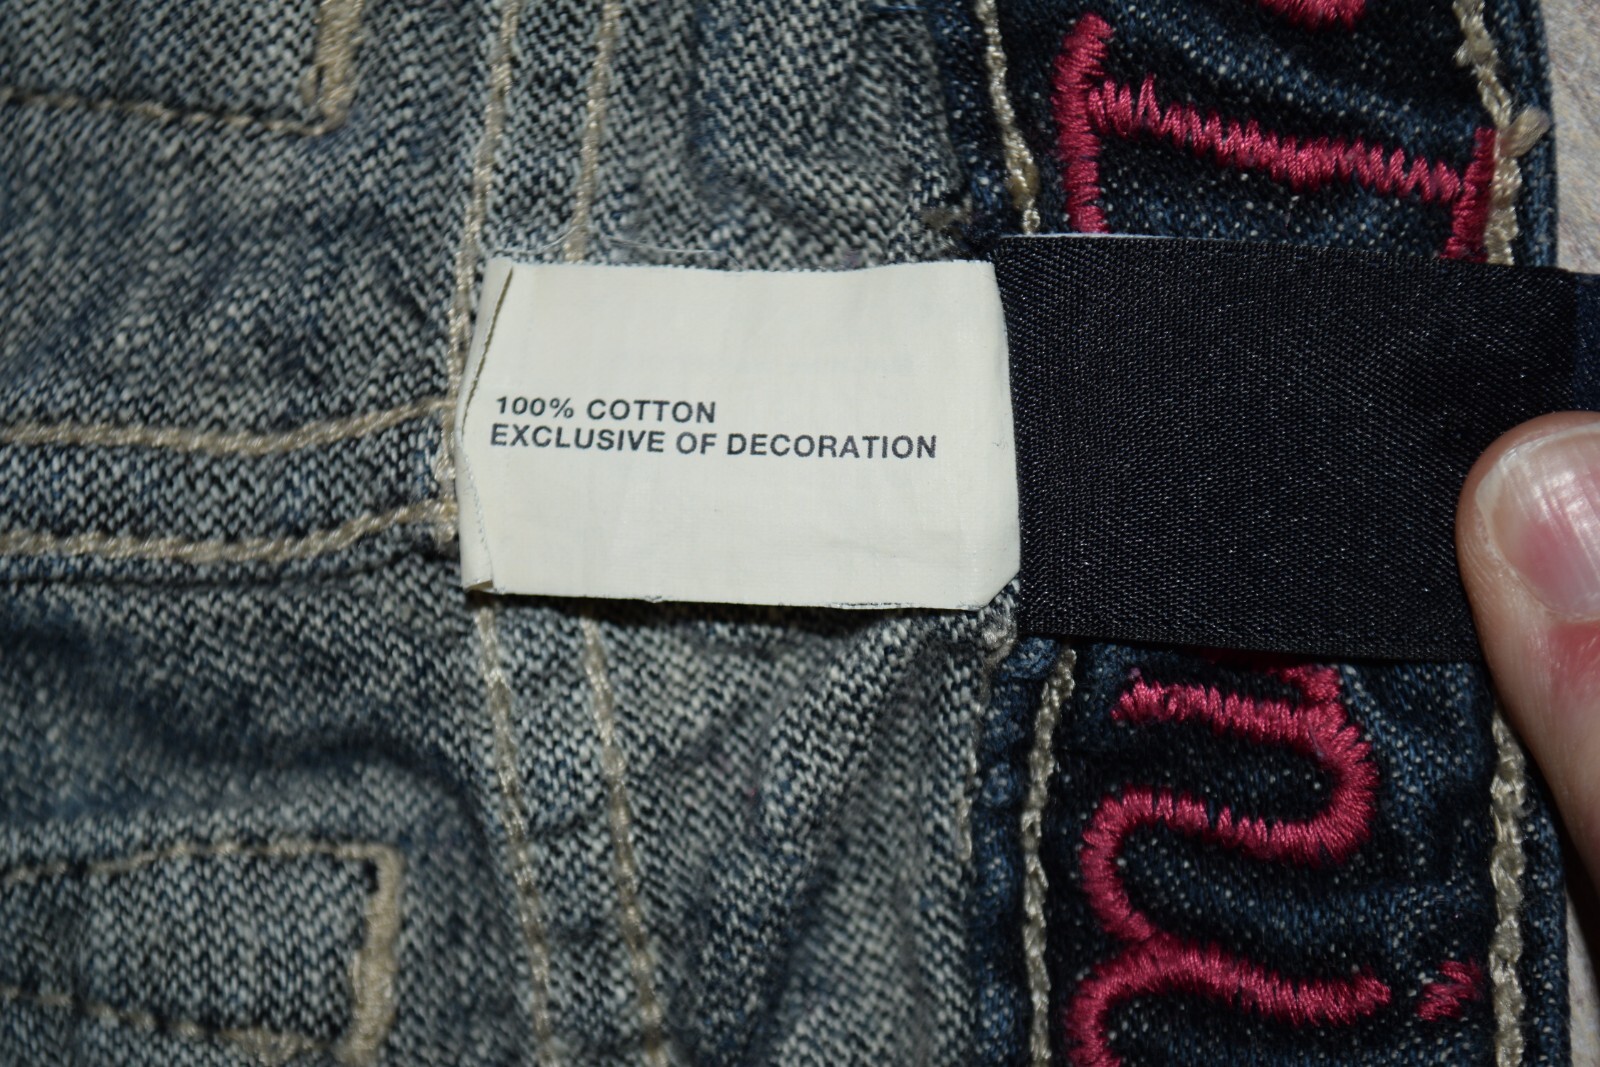 100% COTTON
EXCLUSIVE OF DECORATION